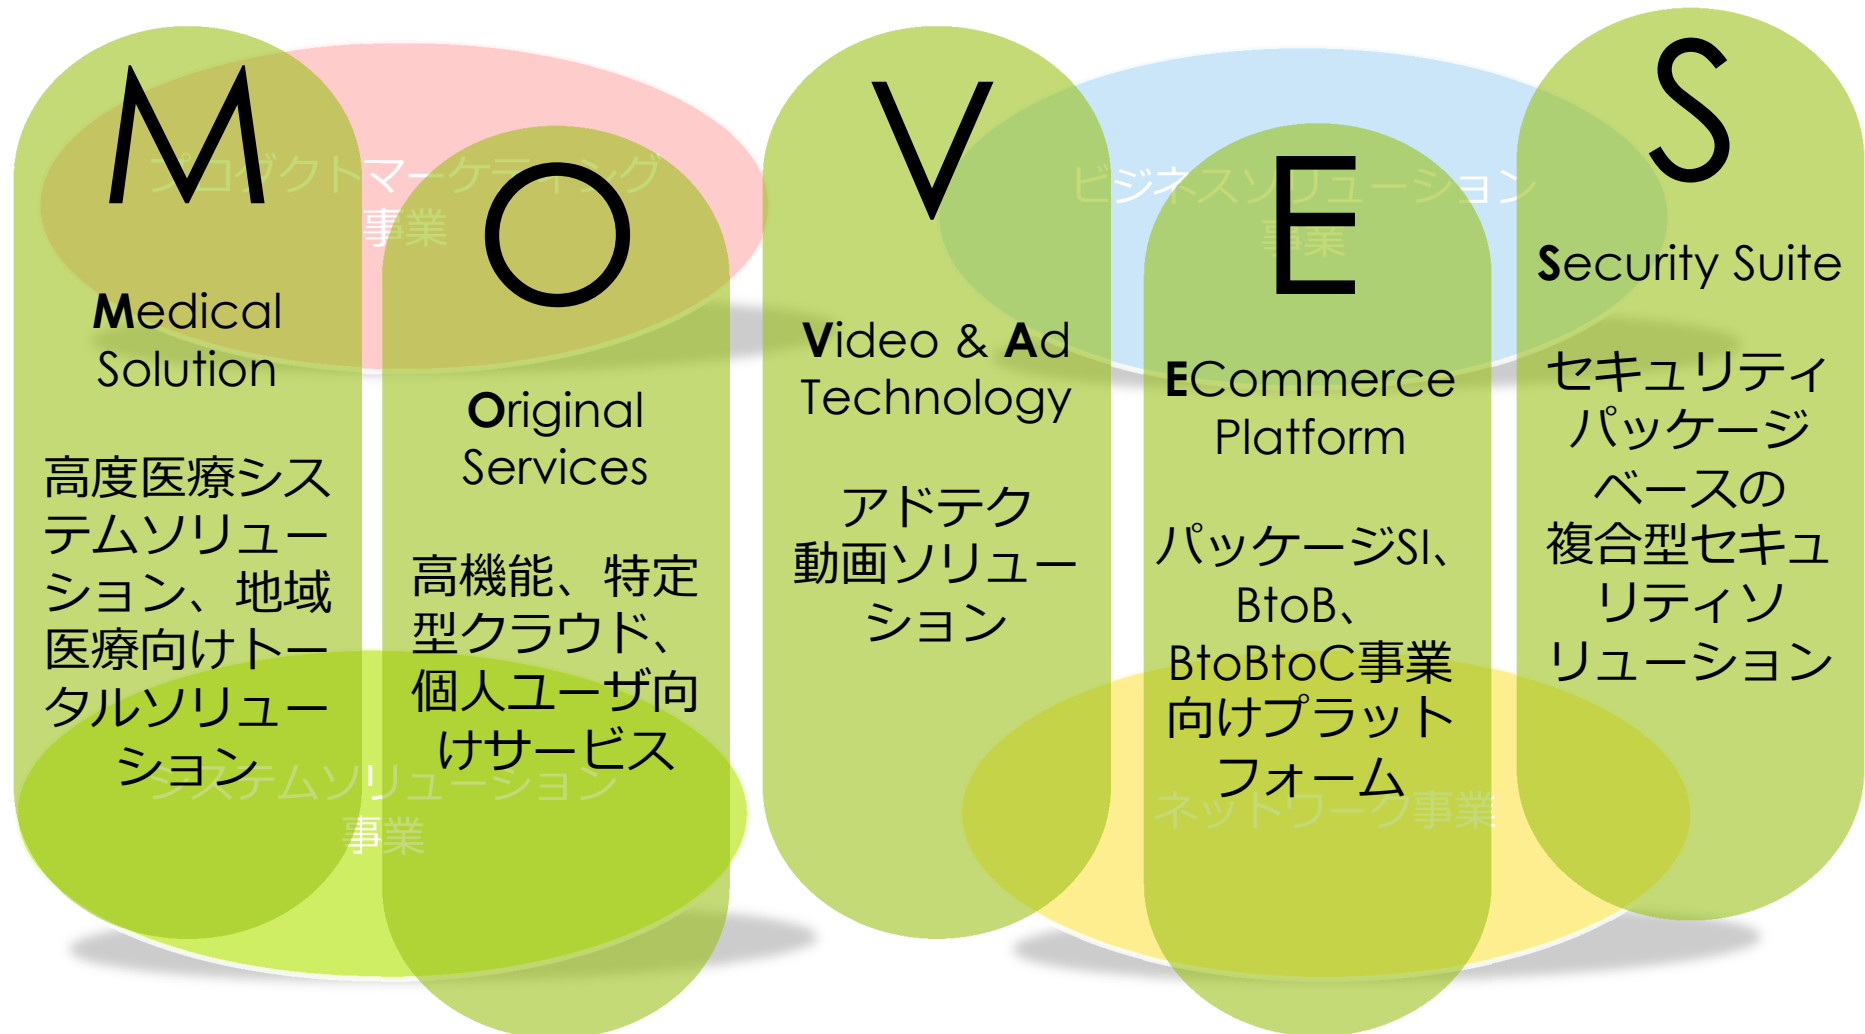 M
Medical
Solution
高度医療シス
テムソリュー
ション、地域
医療向けトー
タルソリュー
ション
O
Original
Services
高機能、特定
型クラウド、
個人ユーザ向
けサービス
V
Video & Ad
Technology
アドテク
動画ソリュー
ション
E
ECommerce
Platform
パッケージSI、
BtoB、
BtoBtoC事業
向けプラット
フォーム
S
Security Suite
セキュリティ
パッケージ
ベースの
複合型セキュ
リティソ
リューション
プロダクトマーケティング
事業
ビジネスソリューション
事業
システムソリューション
事業
ネットワーク事業